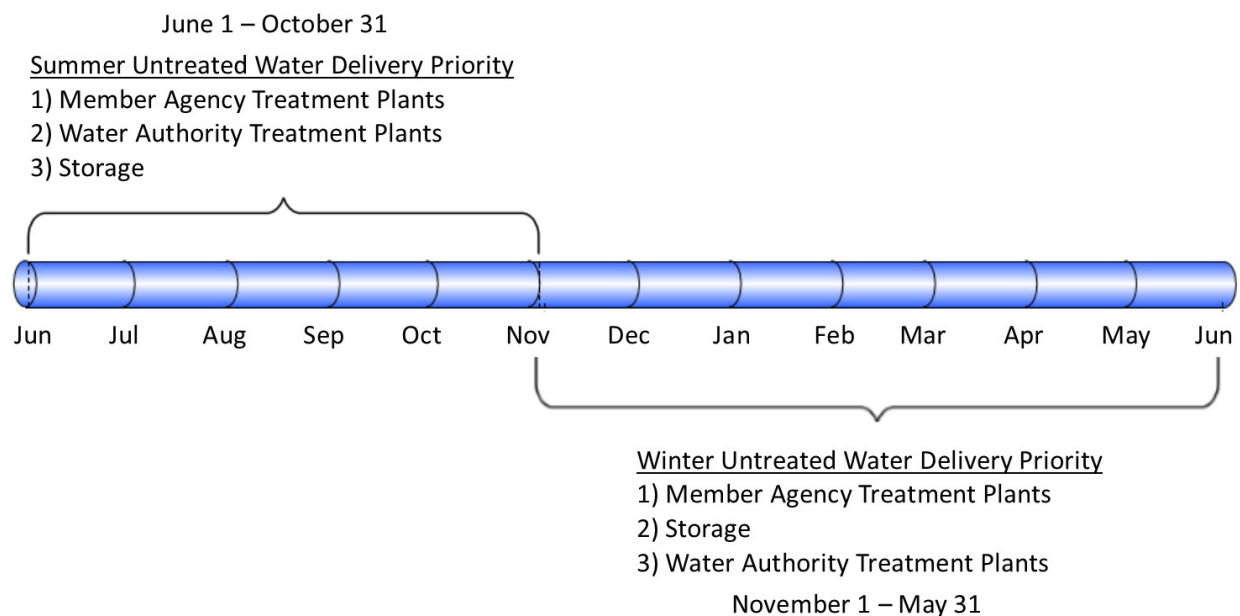 June 1 – October 31
Summer Untreated Water Delivery Priority
1) Member Agency Treatment Plants
2) Water Authority Treatment Plants
3) Storage
Jun Jul Aug Sep Oct Nov Dec Jan Feb Mar Apr May Jun
Winter Untreated Water Delivery Priority
1) Member Agency Treatment Plants
2) Storage
3) Water Authority Treatment Plants
November 1 – May 31